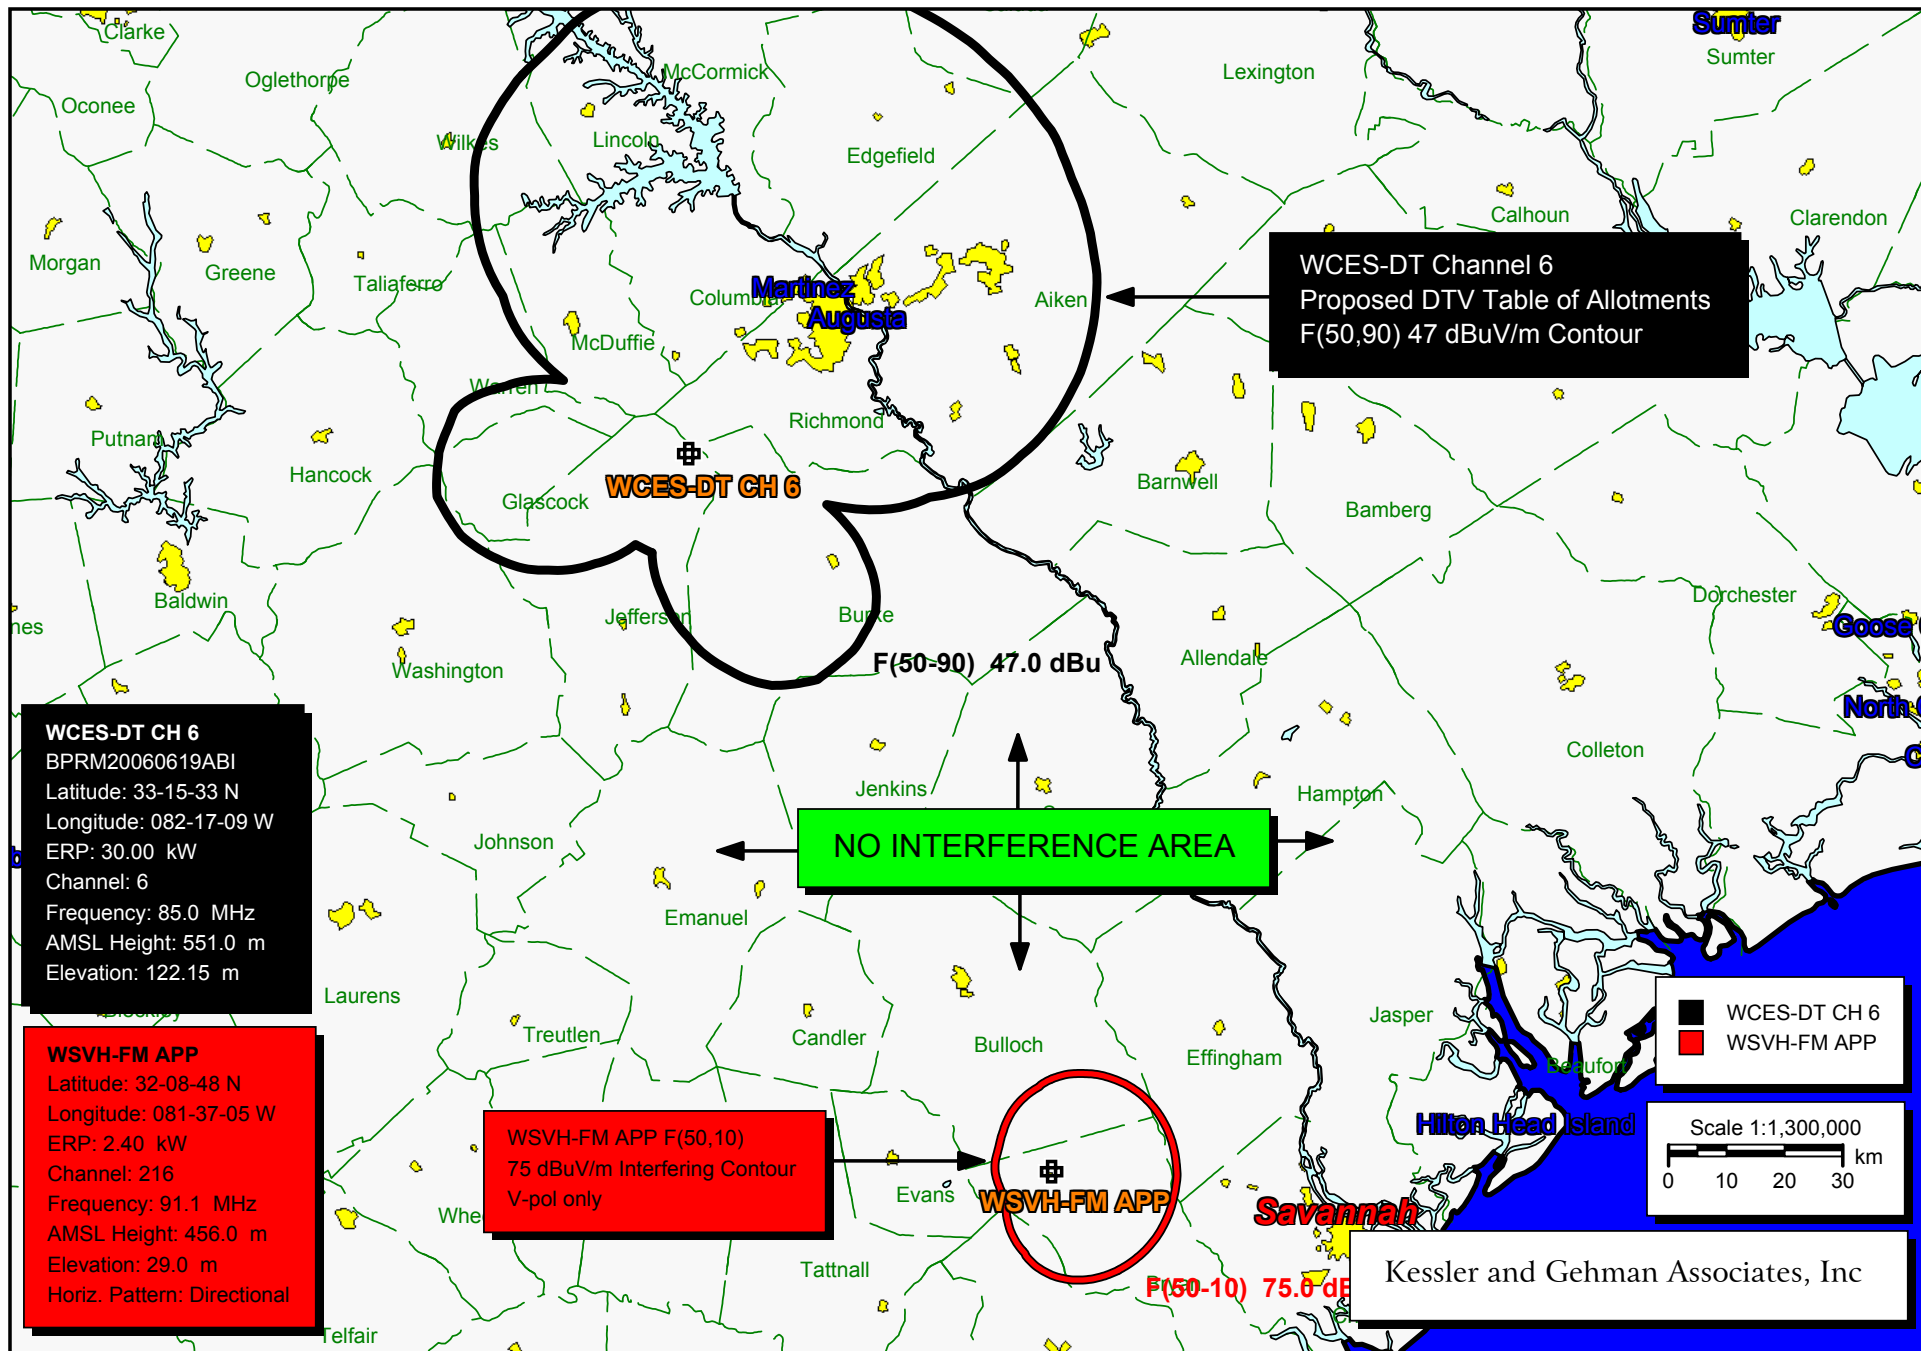 Clarke
Sumter
Sumter
Oglethorpe
McCormick
Lexington
Oconee
Wilkes
Lincoln
Edgefield
Calhoun
Clarendon
Morgan
Greene
Taliaferro
Columbia
Martinez
Augusta
Aiken
WCES-DT Channel 6
Proposed DTV Table of Allotments
F(50,90) 47 dBuV/m Contour
McDuffie
Warren
Richmond
Putnam
Hancock
Glascock
WCES-DT CH 6
Barnwell
Bamberg
Baldwin
Jefferson
Burke
Dorchester
nes
Goose
Washington
F(50-90) 47.0 dBu
Allendale
North
WCES-DT CH 6
BPRM20060619ABI
Latitude: 33-15-33 N
Longitude: 082-17-09 W
ERP: 30.00 kW
Channel: 6
Frequency: 85.0 MHz
AMSL Height: 551.0 m
Elevation: 122.15 m
Colleton
Jenkins
Hampton
Johnson
NO INTERFERENCE AREA
Emanuel
Laurens
Treutlen
Candler
Bulloch
Effingham
Jasper
Beaufort
WCES-DT CH 6
WSVH-FM APP
WSVH-FM APP
Latitude: 32-08-48 N
Longitude: 081-37-05 W
ERP: 2.40 kW
Channel: 216
Frequency: 91.1 MHz
AMSL Height: 456.0 m
Elevation: 29.0 m
Horiz. Pattern: Directional
WSVH-FM APP F(50,10)
75 dBuV/m Interfering Contour
V-pol only
Hilton Head Island
Scale 1:1,300,000
km
0 10 20 30
Evans
WSVH-FM APP
Savannah
Whe
Tattnall
Bryan
F(50-10) 75.0 dB
Kessler and Gehman Associates, Inc
Telfair